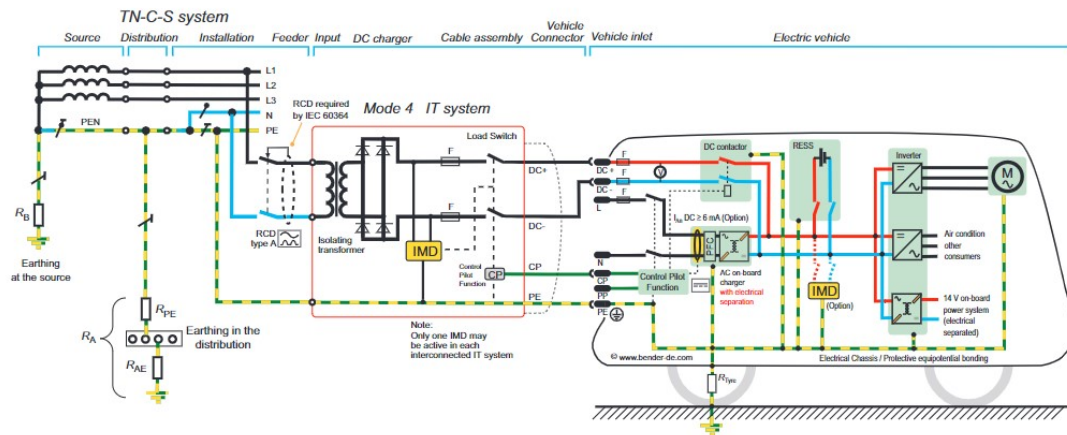 TN-C-S system
Source
Distribution
Installation
Feeder
Input
DC charger
Cable assembly
Vehicle
Connector
Vehicle inlet
Electric vehicle
L1
L2
L3
N
PE
PEN
RCD required
by IEC 60364
Mode 4 IT system
Load Switch
F
F
DC+
DC-
CP
PE
RCD
type A
Isolating
transformer
IMD
Control
Pilot
Function
CP
Note:
Only one IMD may
be active in each
interconnected IT system
RB
Earthing
at the source
RPE
RA
Earthing in the
distribution
RAE
F
DC +
F
DC -
F
L
N
CP
PP
PE
V
DC contactor
RESS
Inverter
M
DC ≥ 6 mA (Option)
PFC
AC on board
charger
with electrical
separation
Control Pilot
Function
IMD
(Option)
Air condition
other
consumers
14 V on-board
power system
(electrical
separated)
© www.bender-de.com
Electrical Chassis / Protective equipotential bonding
RTyre